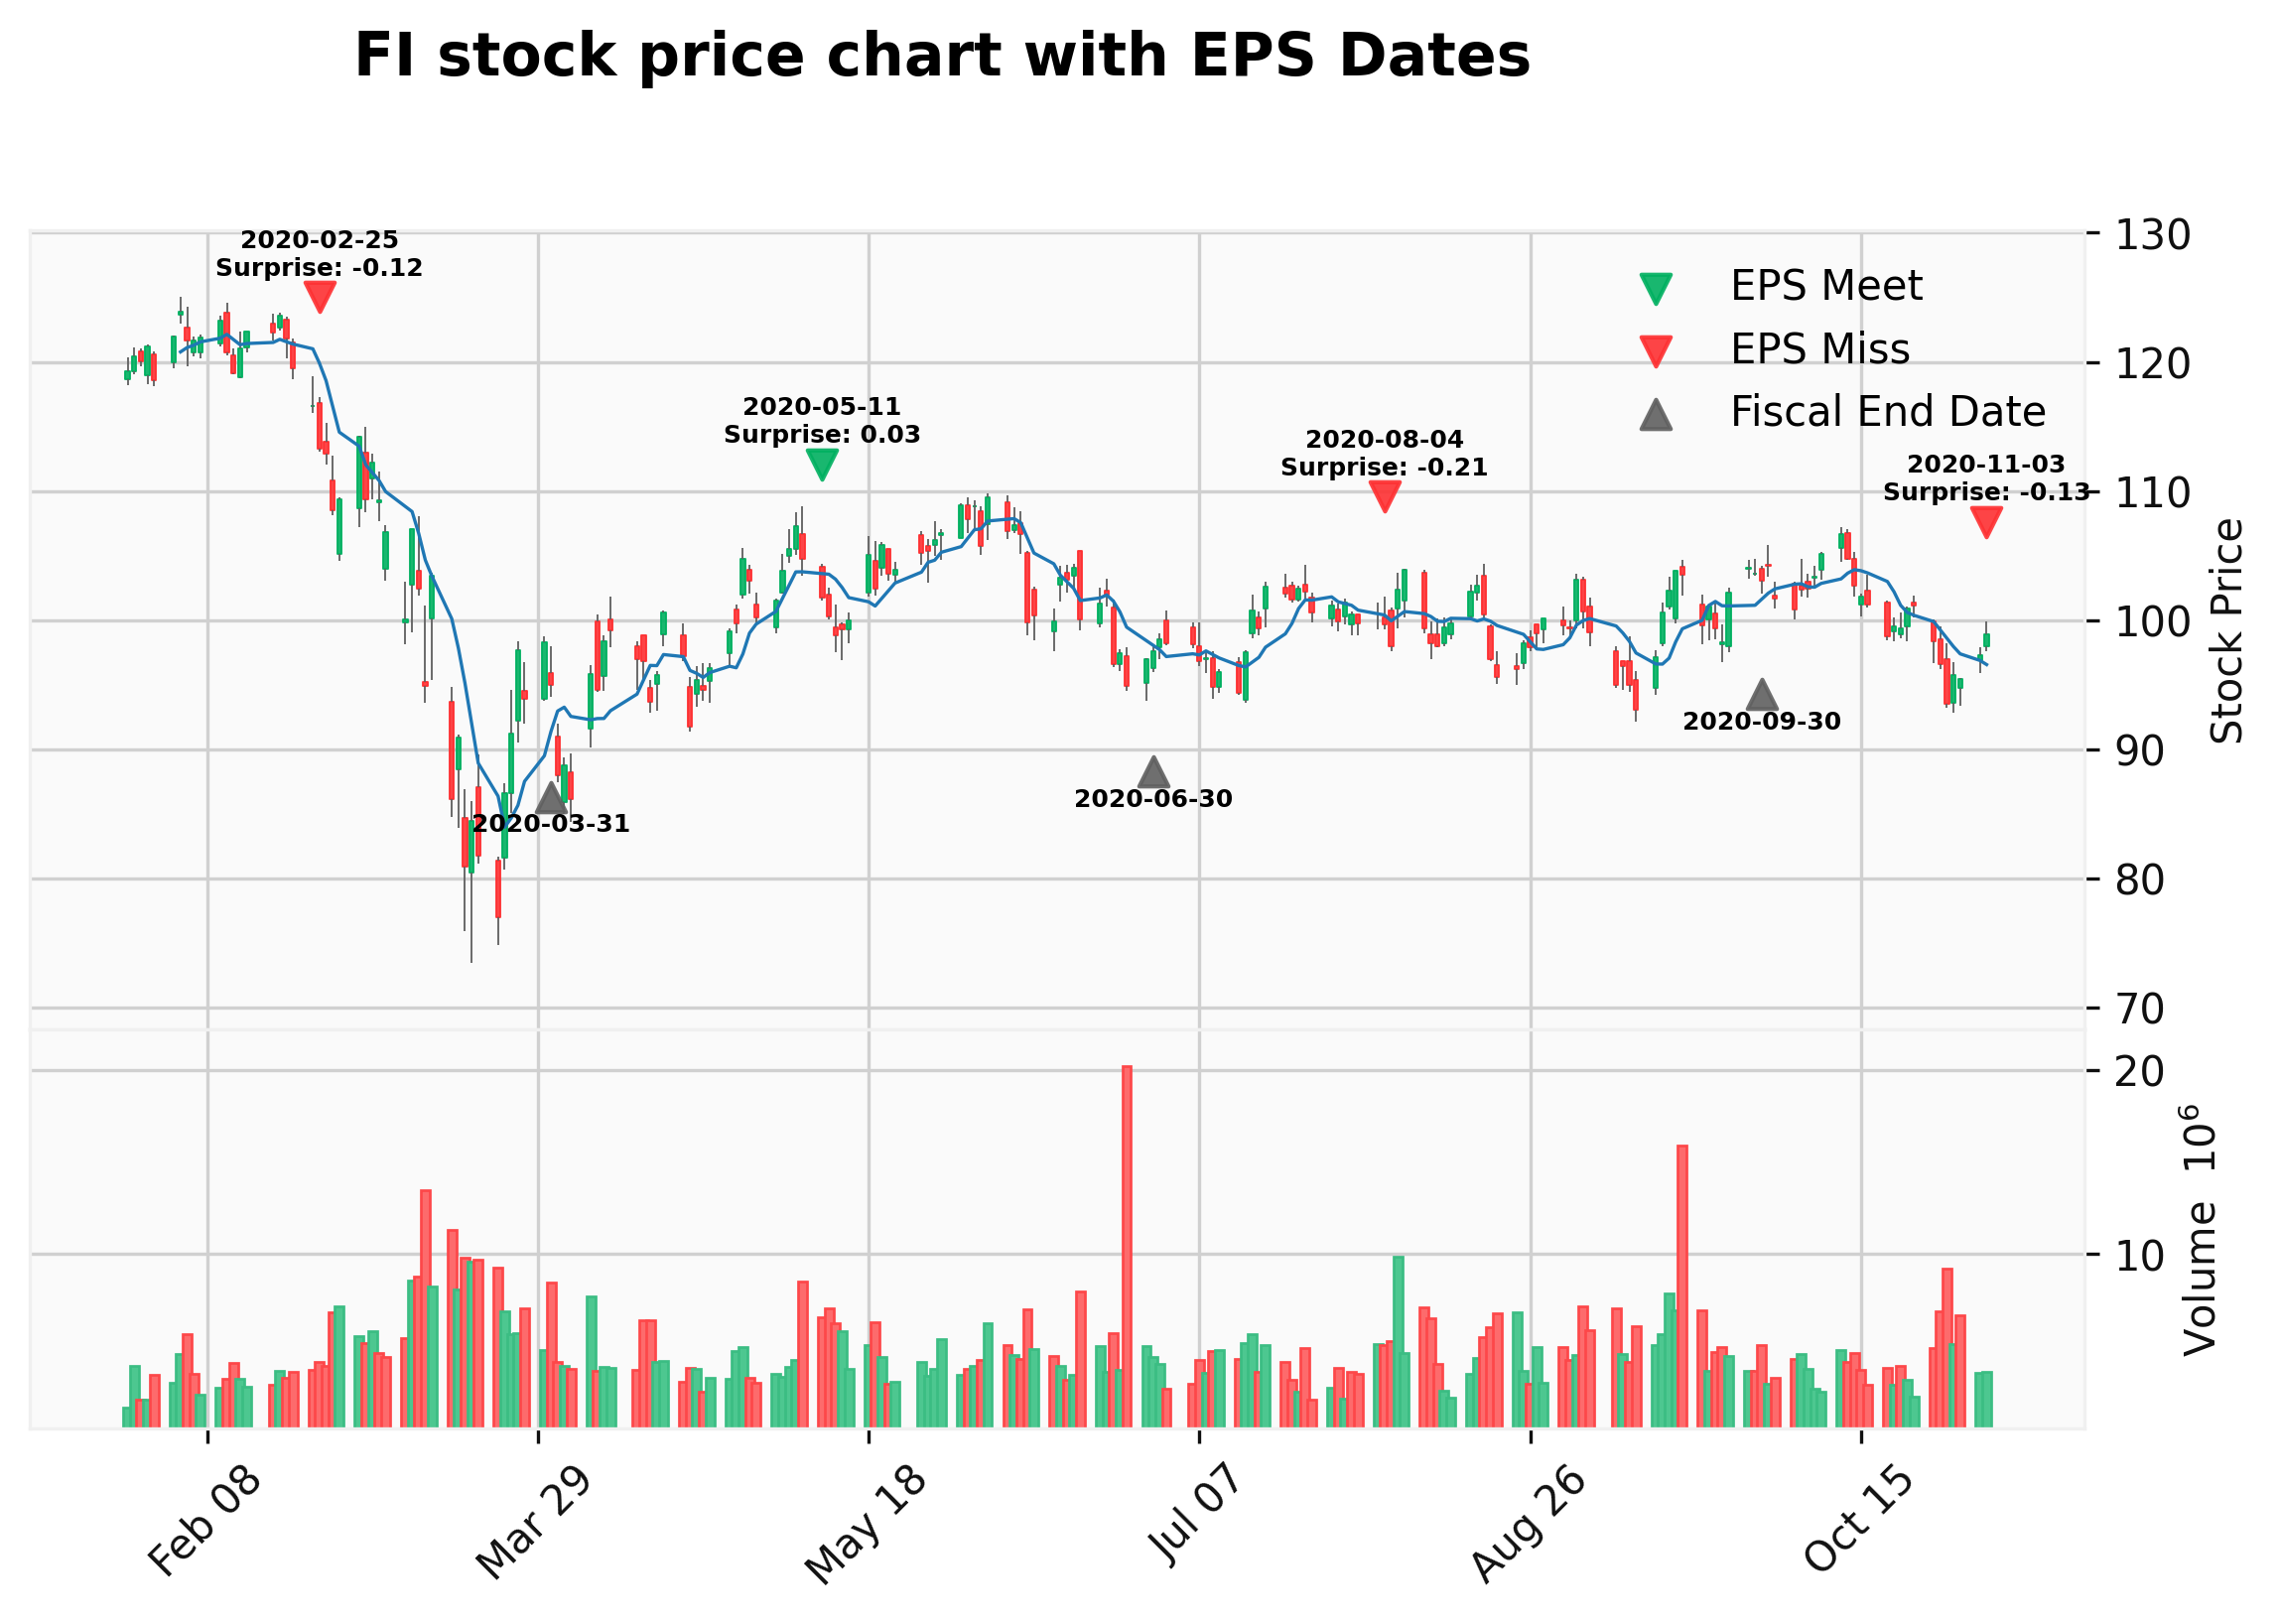 FI stock price chart with EPS Dates
2020-02-25
Surprise: -0.12
2020-05-11
Surprise: 0.03
2020-08-04
Surprise: -0.21
2020-11-03
Surprise: -0.13
EPS Meet
EPS Miss
Fiscal End Date
2020-03-31
2020-06-30
2020-09-30
130
120
110
100
90
80
70
Stock Price
20
10
Volume 10⁶
Feb 08
Mar 29
May 18
Jul 07
Aug 26
Oct 15